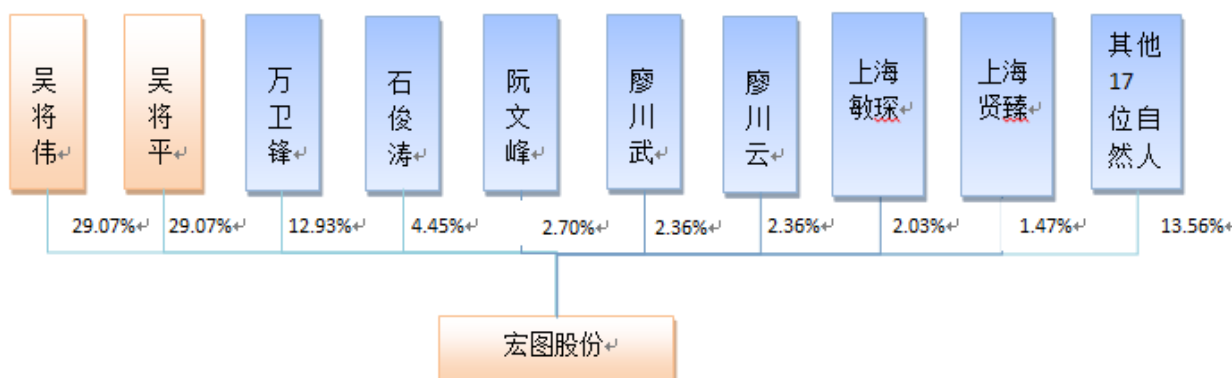 吴将伟
吴将平
万卫锋
石俊涛
阮文峰
廖川武
廖川云
上海
敏琛
上海
贤臻
其他
17
位自
然人
29.07%
29.07%
12.93%
4.45%
2.70%
2.36%
2.36%
2.03%
1.47%
13.56%
宏图股份